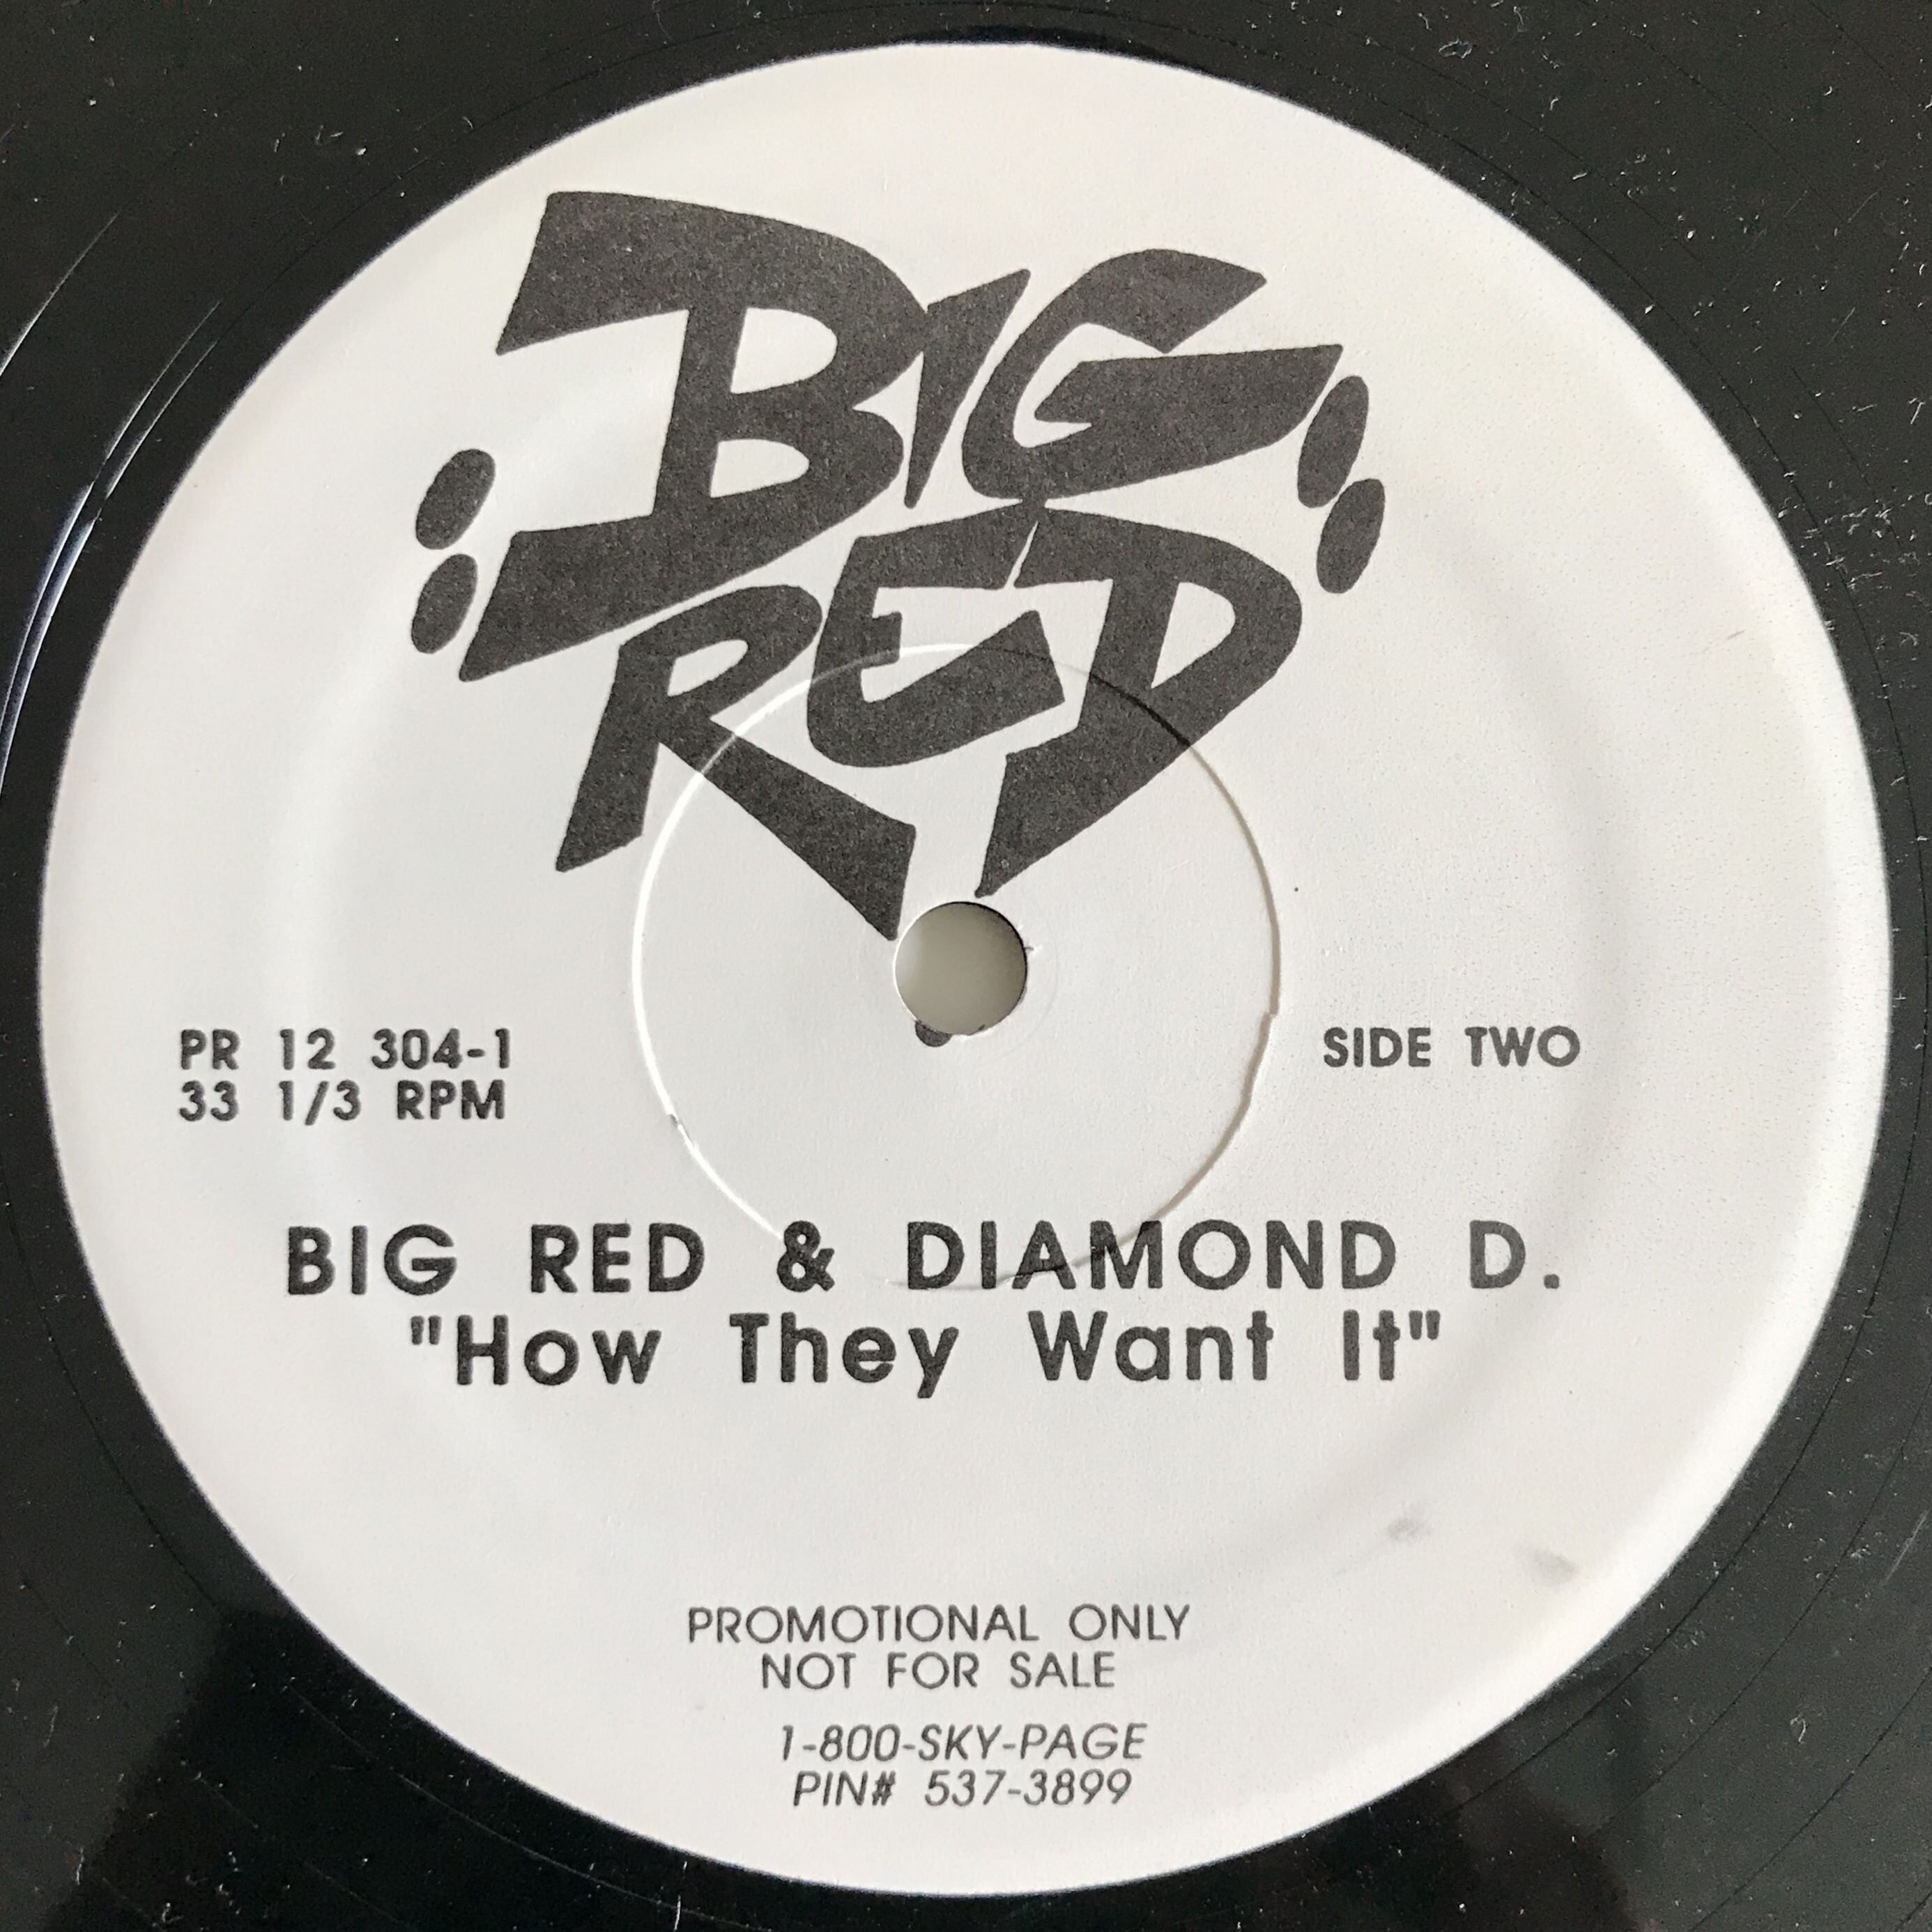 BIG
RED
PR 12 304-1
33 1/3 RPM
SIDE TWO
BIG RED & DIAMOND D.
"How They Want It"
PROMOTIONAL ONLY
NOT FOR SALE
1-800-SKY-PAGE
PIN# 537-3899